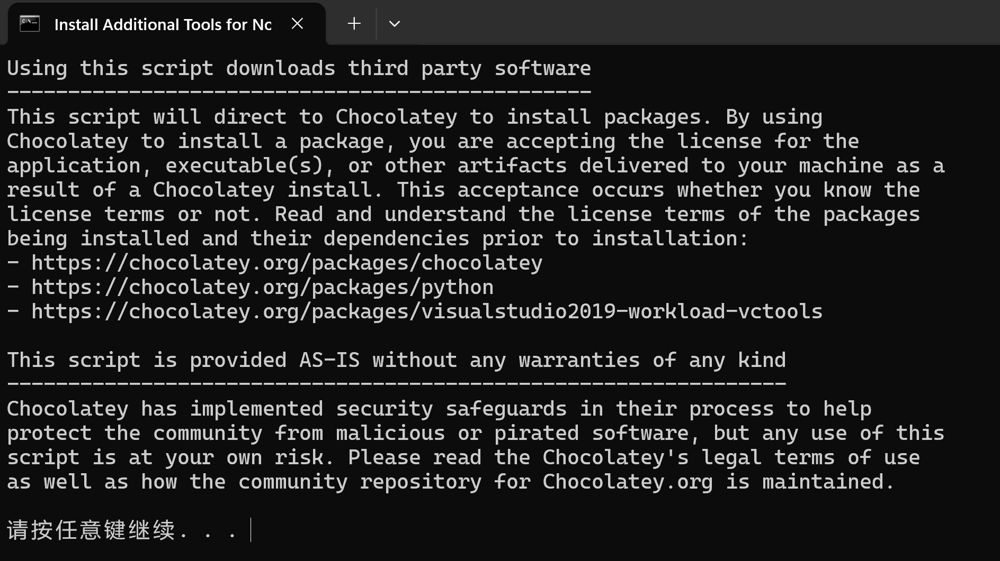 Install Additional Tools for No
Using this script downloads third party software
------------------------------------------------
This script will direct to Chocolatey to install packages. By using
Chocolatey to install a package, you are accepting the license for the
application, executable(s), or other artifacts delivered to your machine as a
result of a Chocolatey install. This acceptance occurs whether you know the
license terms or not. Read and understand the license terms of the packages
being installed and their dependencies prior to installation:
- https://chocolatey.org/packages/chocolatey
- https://chocolatey.org/packages/python
- https://chocolatey.org/packages/visualstudio2019-workload-vctools
This script is provided AS-IS without any warranties of any kind
----------------------------------------------------------------
Chocolatey has implemented security safeguards in their process to help
protect the community from malicious or pirated software, but any use of this
script is at your own risk. Please read the Chocolatey's legal terms of use
as well as how the community repository for Chocolatey.org is maintained.
请按任意键继续. . .